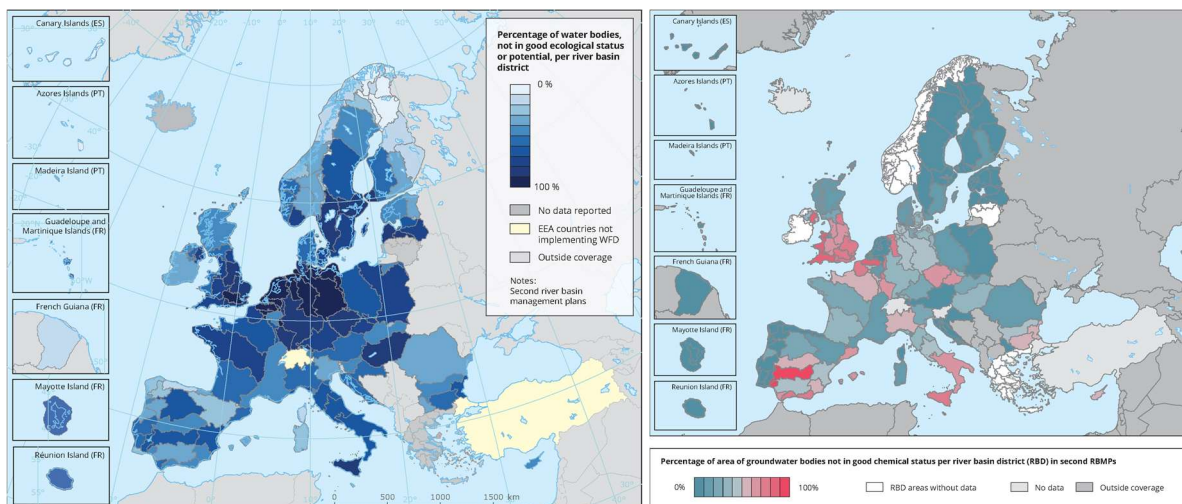 Canary Islands (ES)
Azores Islands (PT)
Madeira Island (PT)
Guadeloupe and
Martinique Islands (FR)
French Guiana (FR)
Mayotte Island (FR)
Réunion Island (FR)
Percentage of water bodies,
not in good ecological status
or potential, per river basin
district
0 %
100 %
No data reported
EEA countries not
implementing WFD
Outside coverage
Notes:
Second river basin
management plans
0 500 1000 1500 km
Canary Islands (ES)
Azores Islands (PT)
Madeira Islands (PT)
Guadeloupe and
Martinique Islands (FR)
French Guiana (FR)
Mayotte Island (FR)
Reunion Island (FR)
Percentage of area of groundwater bodies not in good chemical status per river basin district (RBD) in second RBMPs
0% 100% RBD areas without data No data Outside coverage